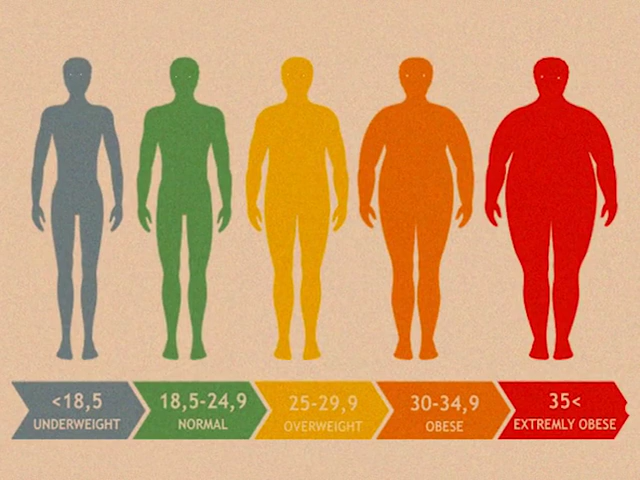 <18,5
UNDERWEIGHT
18,5-24,9
NORMAL
25-29,9
OVERWEIGHT
30-34,9
OBESE
35<
EXTREMLY OBESE